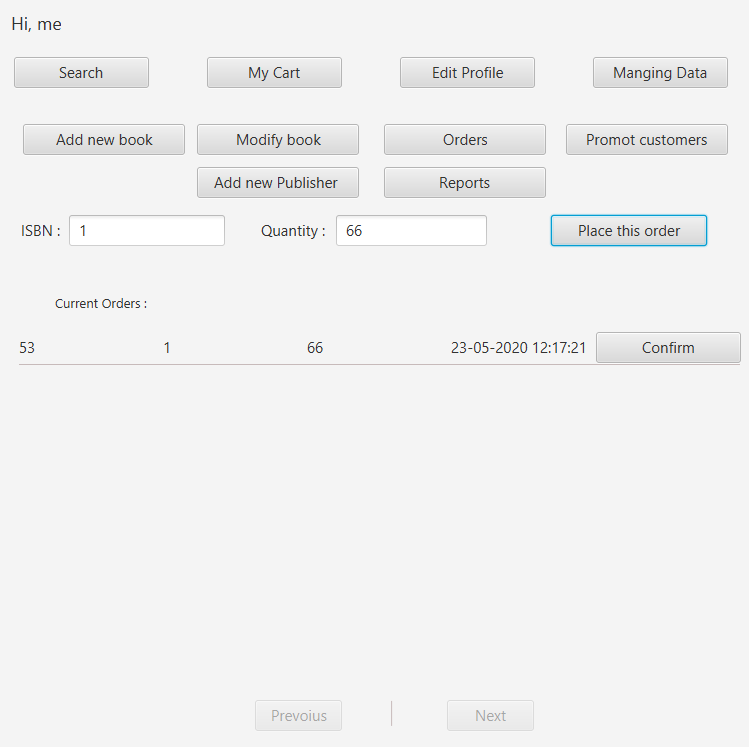 Hi, me
Search My Cart Edit Profile Manging Data
Add new book Modify book Orders Promot customers
Add new Publisher Reports
ISBN : 1 Quantity : 66 Place this order
Current Orders :
53 1 66 23-05-2020 12:17:21 Confirm
Prevoius Next